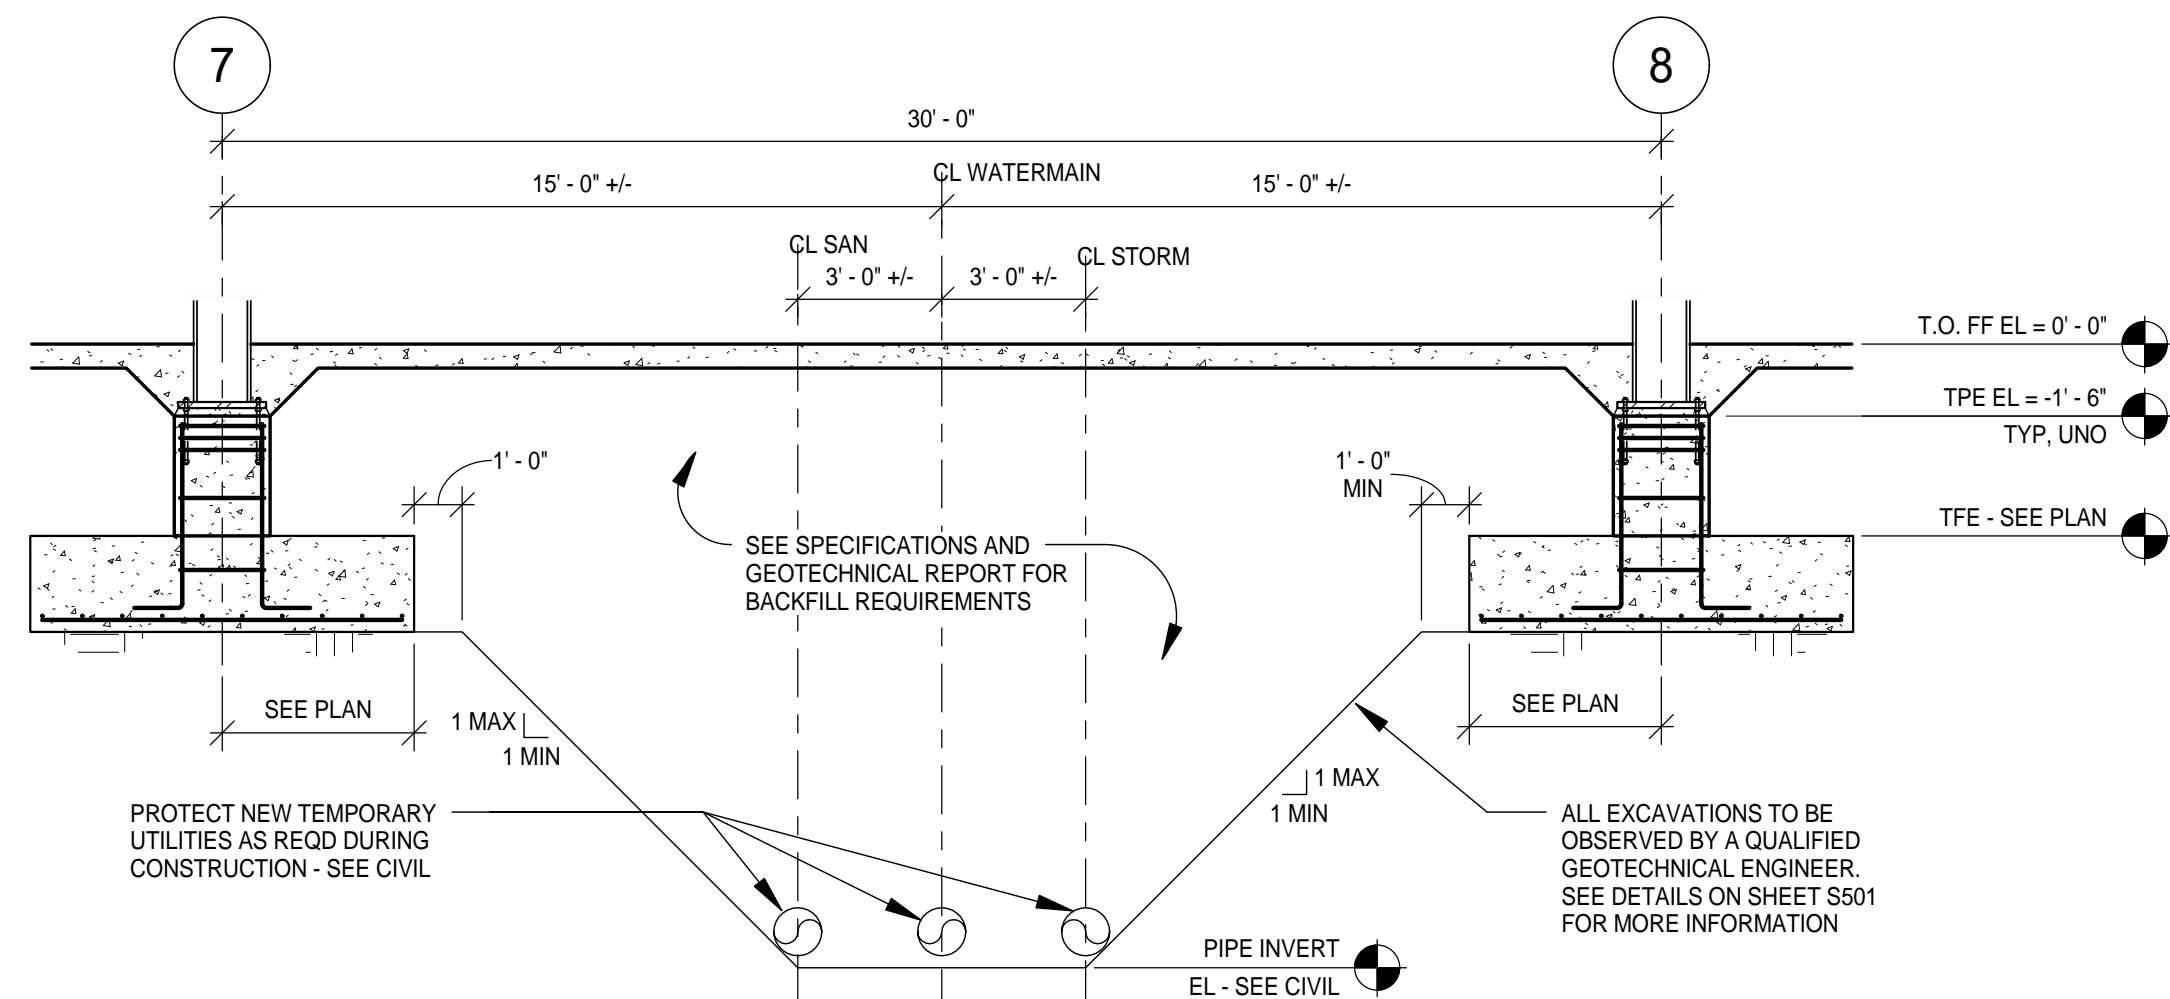 7
8
30' - 0"
CL WATERMAIN
15' - 0" +/-
15' - 0" +/-
CL SAN
CL STORM
3' - 0" +/-
3' - 0" +/-
T.O. FF EL = 0' - 0"
TPE EL = -1' - 6"
TYP, UNO
1' - 0"
1' - 0"
MIN
TFE - SEE PLAN
SEE SPECIFICATIONS AND
GEOTECHNICAL REPORT FOR
BACKFILL REQUIREMENTS
SEE PLAN
SEE PLAN
1 MAX
1 MIN
1 MAX
1 MIN
PROTECT NEW TEMPORARY
UTILITIES AS REQD DURING
CONSTRUCTION - SEE CIVIL
ALL EXCAVATIONS TO BE
OBSERVED BY A QUALIFIED
GEOTECHNICAL ENGINEER.
SEE DETAILS ON SHEET S501
FOR MORE INFORMATION
PIPE INVERT
EL - SEE CIVIL